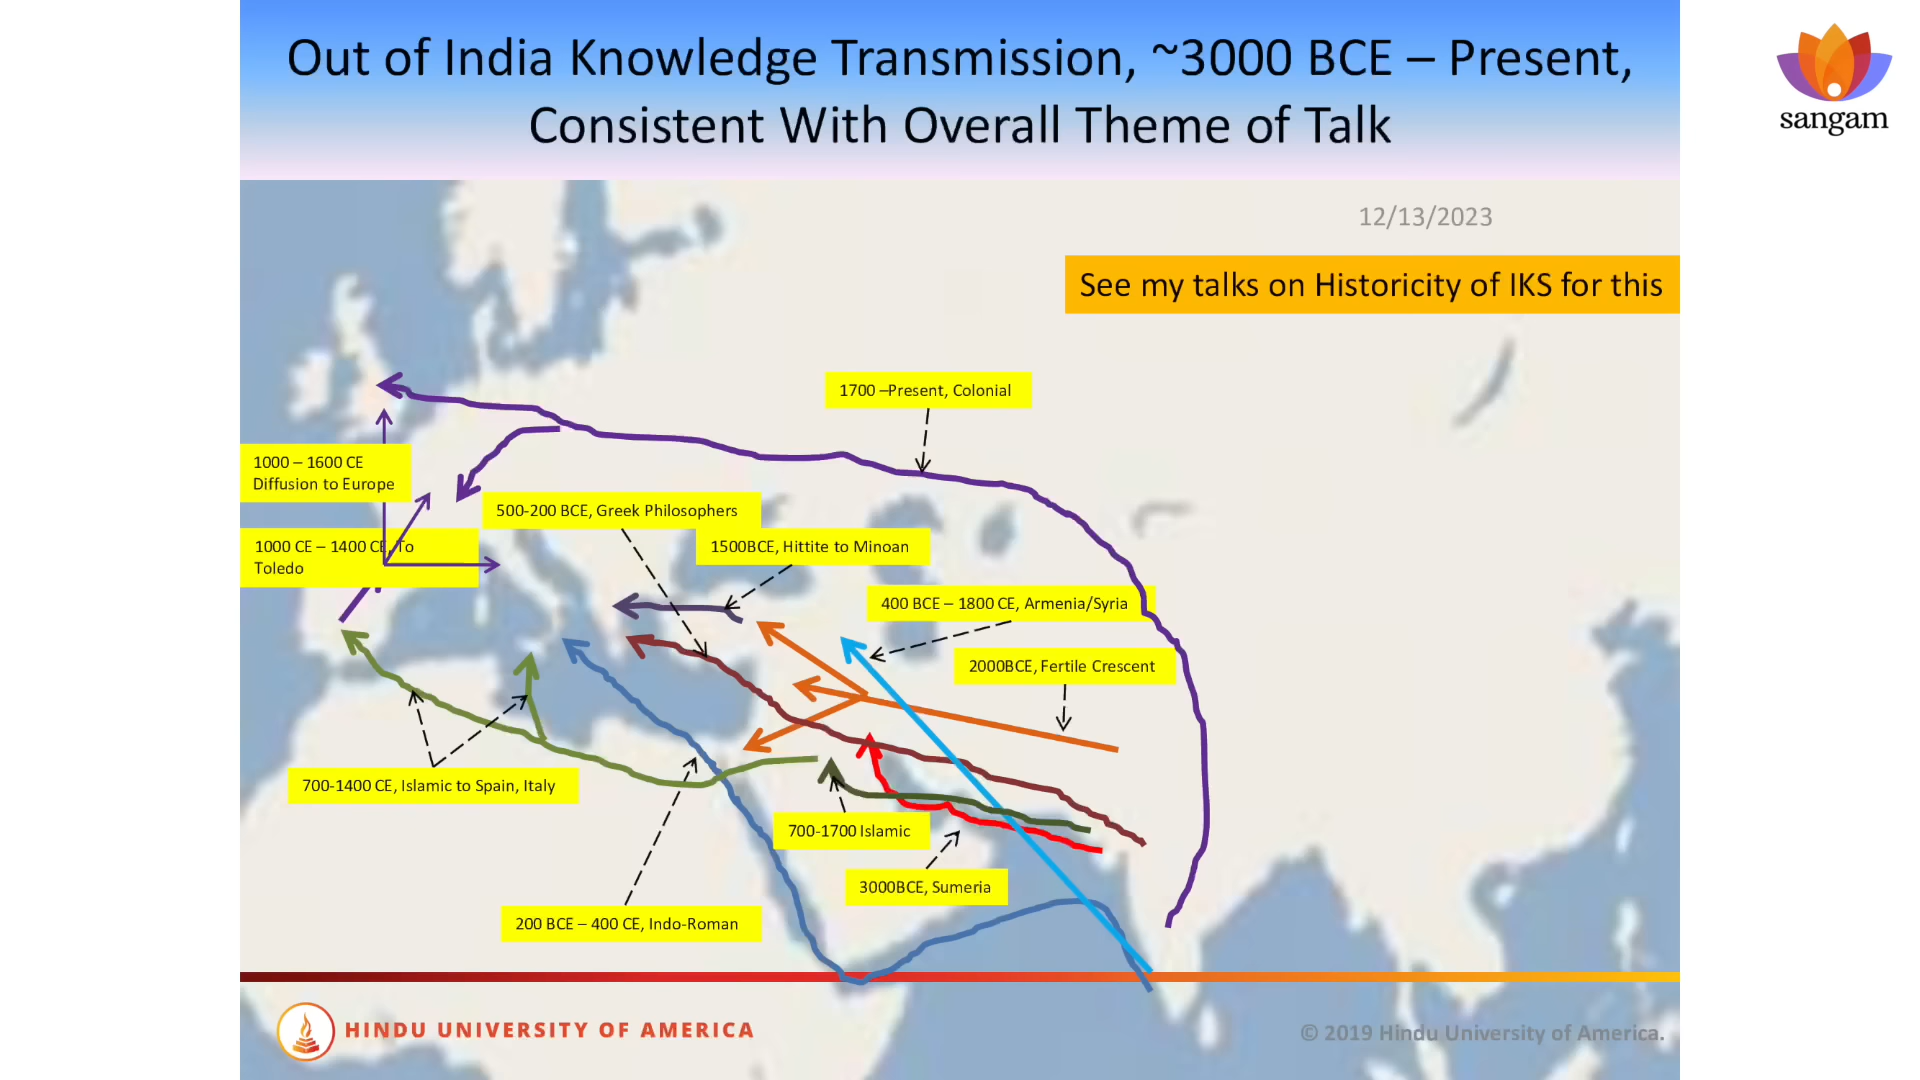 Out of India Knowledge Transmission, ~3000 BCE – Present,
Consistent With Overall Theme of Talk
sangam
12/13/2023
See my talks on Historicity of IKS for this
1700 –Present, Colonial
1000 – 1600 CE
Diffusion to Europe
500-200 BCE, Greek Philosophers
1000 CE – 1400 CE, To
Toledo
1500BCE, Hittite to Minoan
400 BCE – 1800 CE, Armenia/Syria
2000BCE, Fertile Crescent
700-1400 CE, Islamic to Spain, Italy
700-1700 Islamic
3000BCE, Sumeria
200 BCE – 400 CE, Indo-Roman
HINDU UNIVERSITY OF AMERICA
© 2019 Hindu University of America.